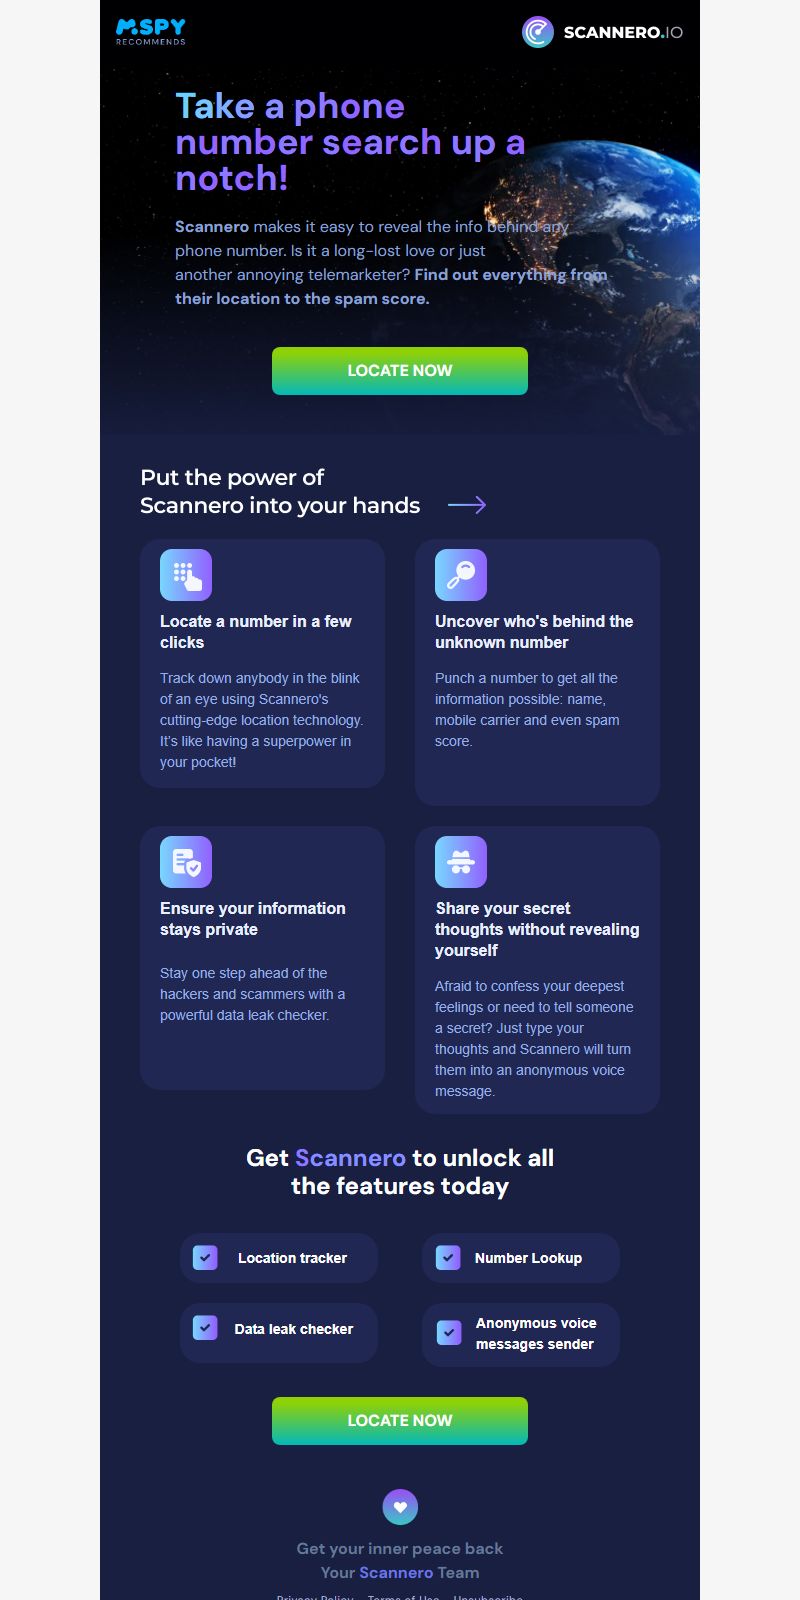 mSPY
RECOMMENDS
SCANNERO.IO
Take a phone
number search up a
notch!
Scannero makes it easy to reveal the info behind any
phone number. Is it a long-lost love or just
another annoying telemarketer? Find out everything from
their location to the spam score.
LOCATE NOW
Put the power of
Scannero into your hands
Locate a number in a few
clicks
Track down anybody in the blink
of an eye using Scannero's
cutting-edge location technology.
It's like having a superpower in
your pocket!
Uncover who's behind the
unknown number
Punch a number to get all the
information possible: name,
mobile carrier and even spam
score.
Ensure your information
stays private
Stay one step ahead of the
hackers and scammers with a
powerful data leak checker.
Share your secret
thoughts without revealing
yourself
Afraid to confess your deepest
feelings or need to tell someone
a secret? Just type your
thoughts and Scannero will turn
them into an anonymous voice
message.
Get Scannero to unlock all
the features today
Location tracker
Number Lookup
Data leak checker
Anonymous voice
messages sender
LOCATE NOW
Get your inner peace back
Your Scannero Team
Privacy Policy Terms of Use Unsubscribe